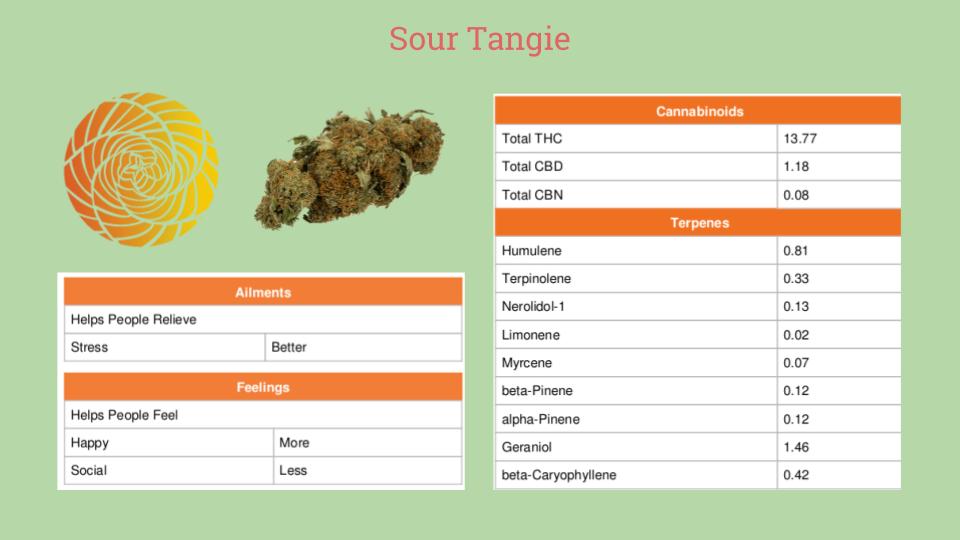 Sour Tangie
Ailments
Helps People Relieve
Stress Better
Feelings
Helps People Feel
Happy More
Social Less
Cannabinoids
Total THC 13.77
Total CBD 1.18
Total CBN 0.08
Terpenes
Humulene 0.81
Terpinolene 0.33
Nerolidol-1 0.13
Limonene 0.02
Myrcene 0.07
beta-Pinene 0.12
alpha-Pinene 0.12
Geraniol 1.46
beta-Caryophyllene 0.42